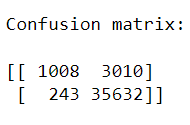 Confusion matrix:
[[ 1008 3010]
[ 243 35632]]